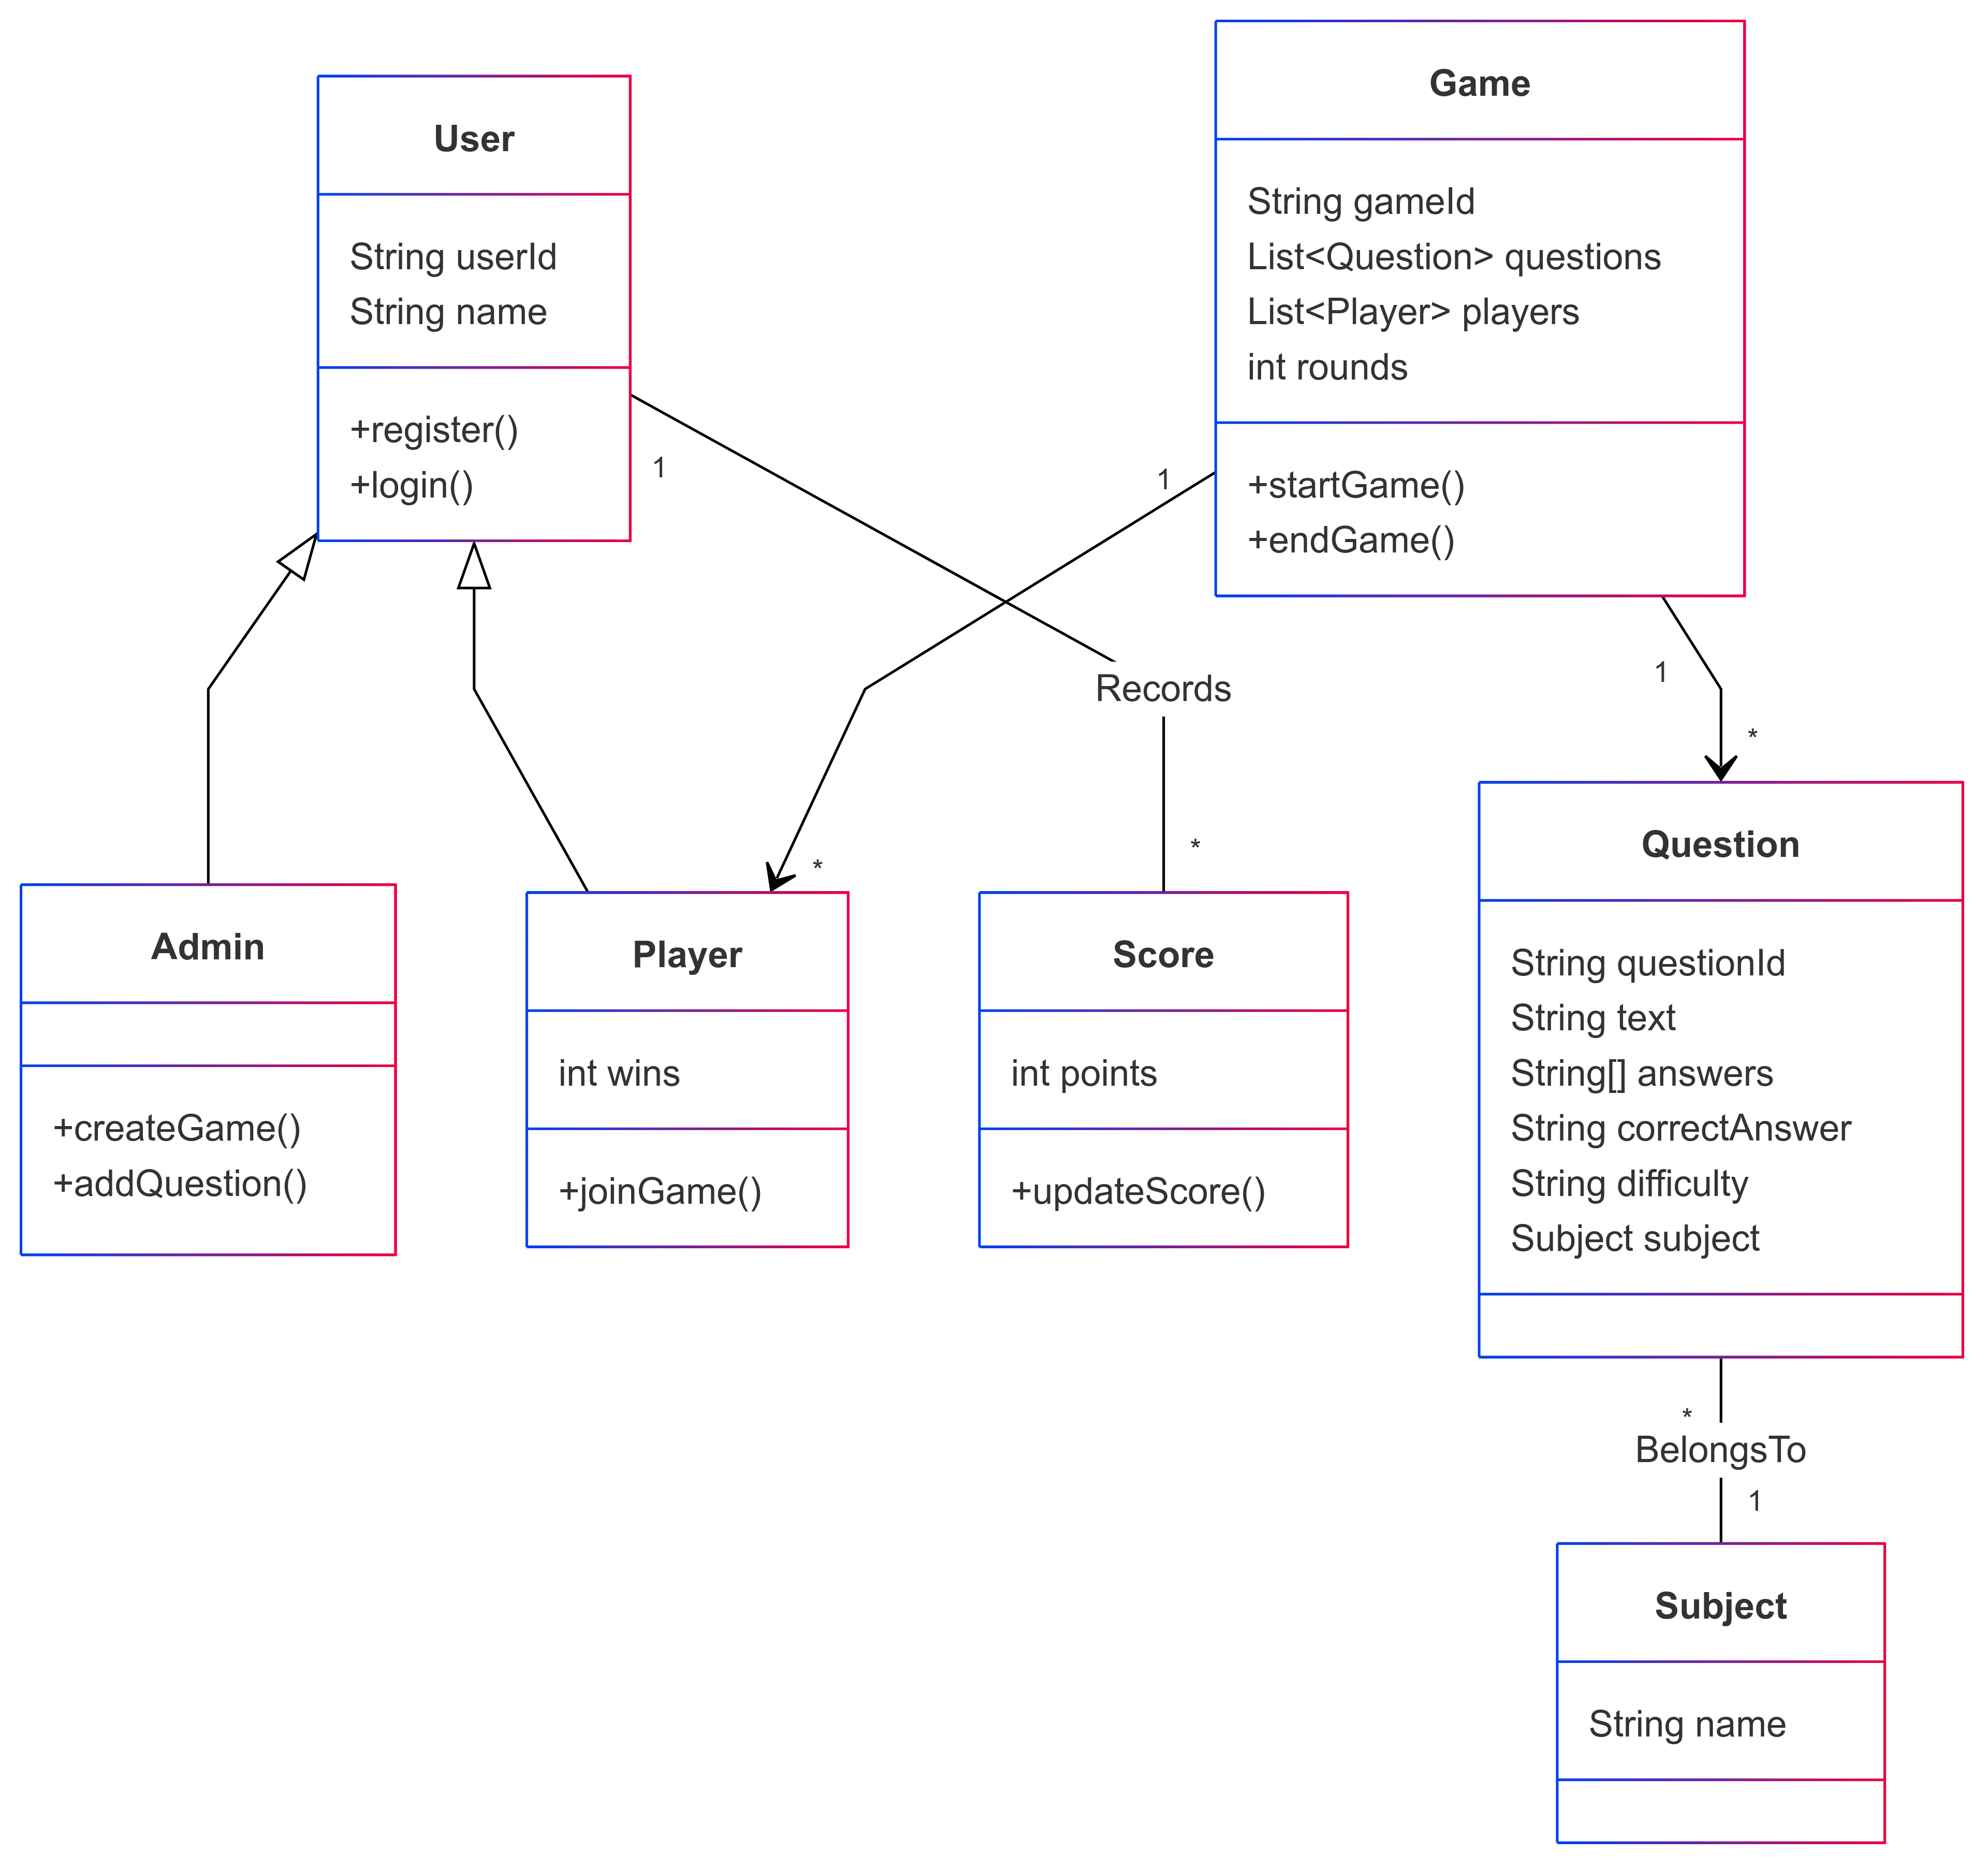 User
String userId
String name
+register()
+login()
1
Game
String gameId
List<Question> questions
List<Player> players
int rounds
+startGame()
+endGame()
1
1
Records
*
*
*
Admin
+createGame()
+addQuestion()
Player
int wins
+joinGame()
Score
int points
+updateScore()
Question
String questionId
String text
String[] answers
String correctAnswer
String difficulty
Subject subject
*
BelongsTo
1
Subject
String name